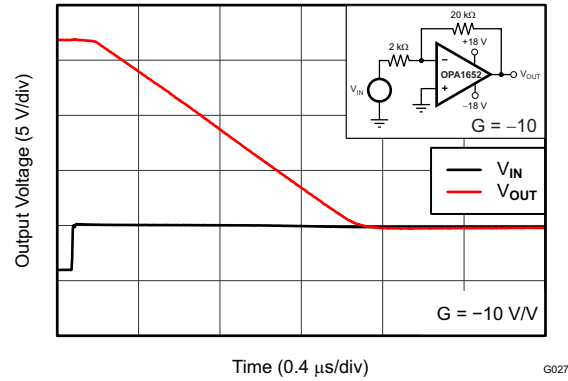 20 kΩ
+18 V
2 kΩ
−
OPA1652
+
VIN
VOUT
−18 V
G = −10
VIN
VOUT
G = −10 V/V
Output Voltage (5 V/div)
Time (0.4 μs/div)
G027